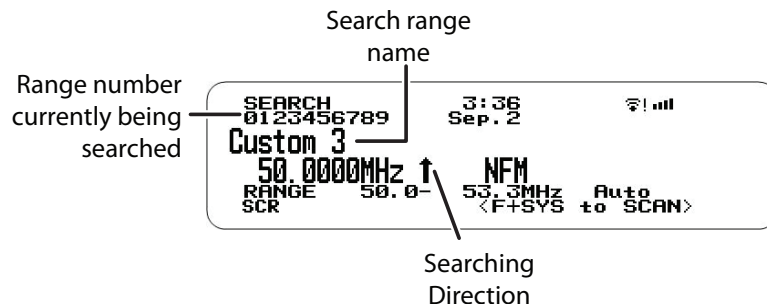 Search range
name
Range number
currently being
searched
SEARCH 3:36
0123456789 Sep. 2
Custom 3
50.0000MHz ↑ NFM
RANGE 50.0- 53.3MHz Auto
SCR <F+SYS to SCAN>
Searching
Direction